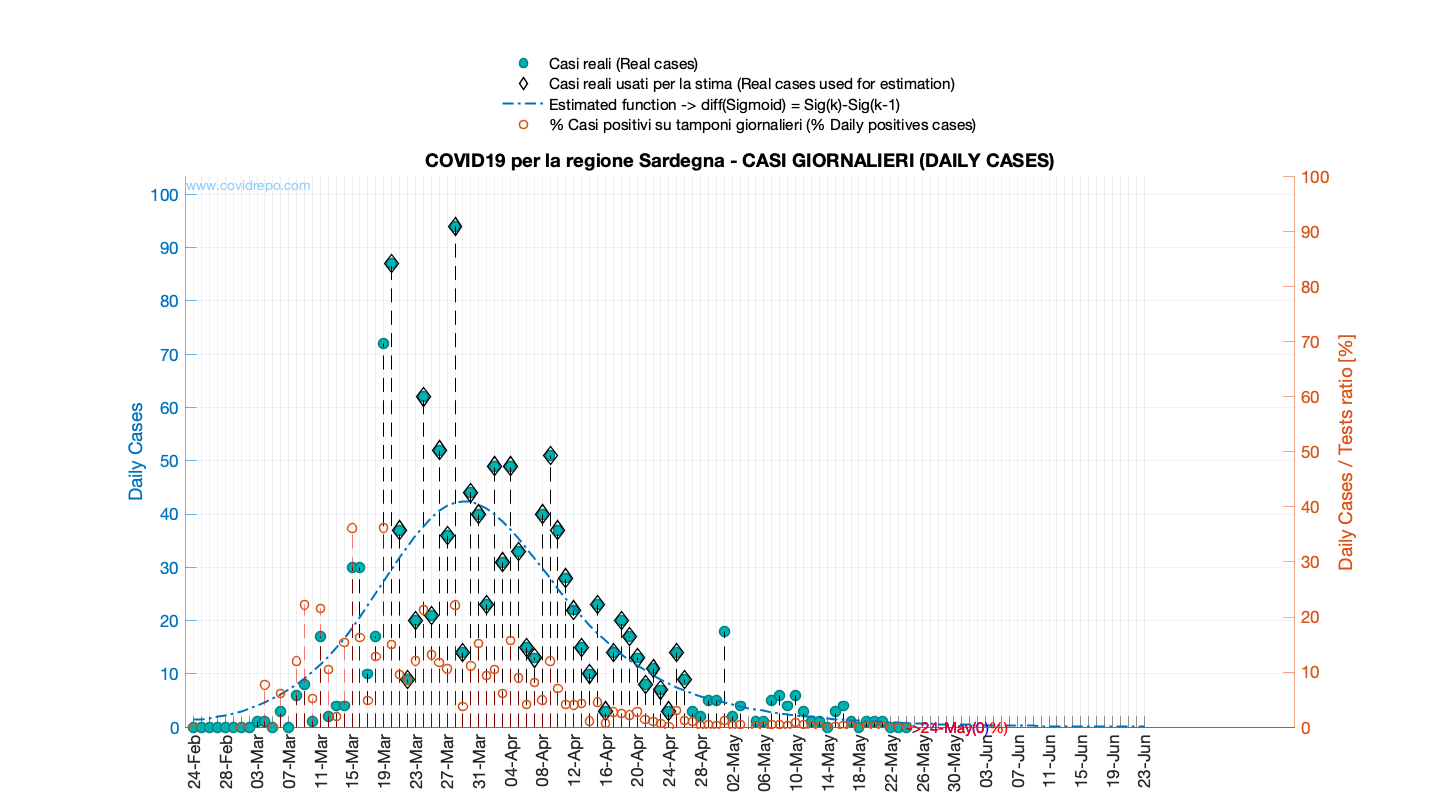 Casi reali (Real cases)
Casi reali usati per la stima (Real cases used for estimation)
Estimated function -> diff(Sigmoid) = Sig(k)-Sig(k-1)
% Casi positivi su tamponi giornalieri (% Daily positives cases)
COVID19 per la regione Sardegna - CASI GIORNALIERI (DAILY CASES)
www.covidrepo.com
100
90
80
70
60
50
40
30
20
10
0
Daily Cases
100
90
80
70
60
50
40
30
20
10
0
Daily Cases / Tests ratio [%]
->24-May(0)%)
24-Feb
28-Feb
03-Mar
07-Mar
11-Mar
15-Mar
19-Mar
23-Mar
27-Mar
31-Mar
04-Apr
08-Apr
12-Apr
16-Apr
20-Apr
24-Apr
28-Apr
02-May
06-May
10-May
14-May
18-May
22-May
26-May
30-May
03-Jun
07-Jun
11-Jun
15-Jun
19-Jun
23-Jun